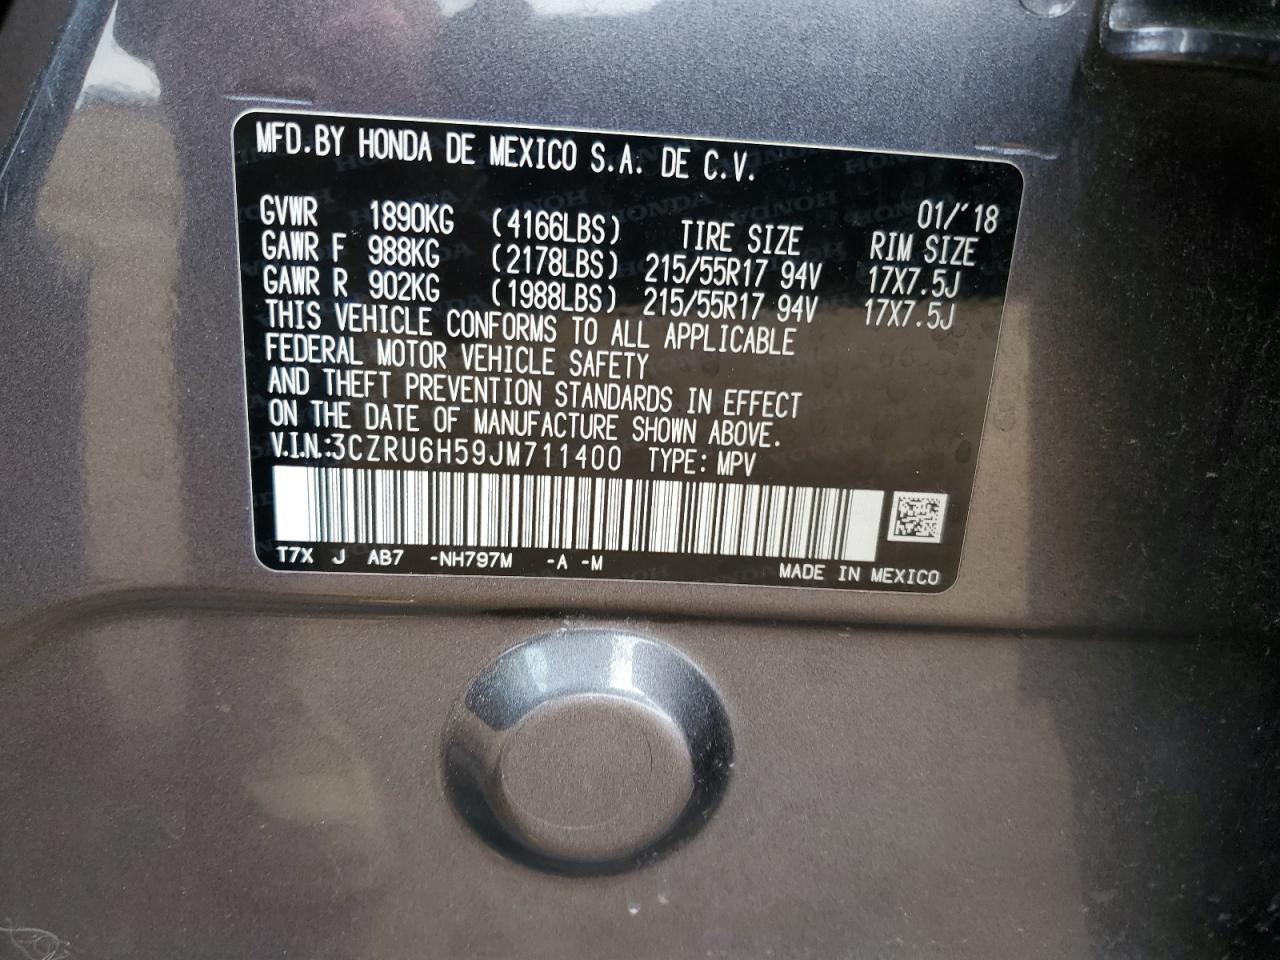 MFD.BY HONDA DE MEXICO S.A. DE C.V.
01/'18
GVWR 1890KG (4166LBS) TIRE SIZE RIM SIZE
GAWR F 988KG (2178LBS) 215/55R17 94V 17X7.5J
GAWR R 902KG (1988LBS) 215/55R17 94V 17X7.5J
THIS VEHICLE CONFORMS TO ALL APPLICABLE
FEDERAL MOTOR VEHICLE SAFETY
AND THEFT PREVENTION STANDARDS IN EFFECT
ON THE DATE OF MANUFACTURE SHOWN ABOVE.
V.I.N.:3CZRU6H59JM711400 TYPE: MPV
T7X J AB7 -NH797M -A -M
MADE IN MEXICO